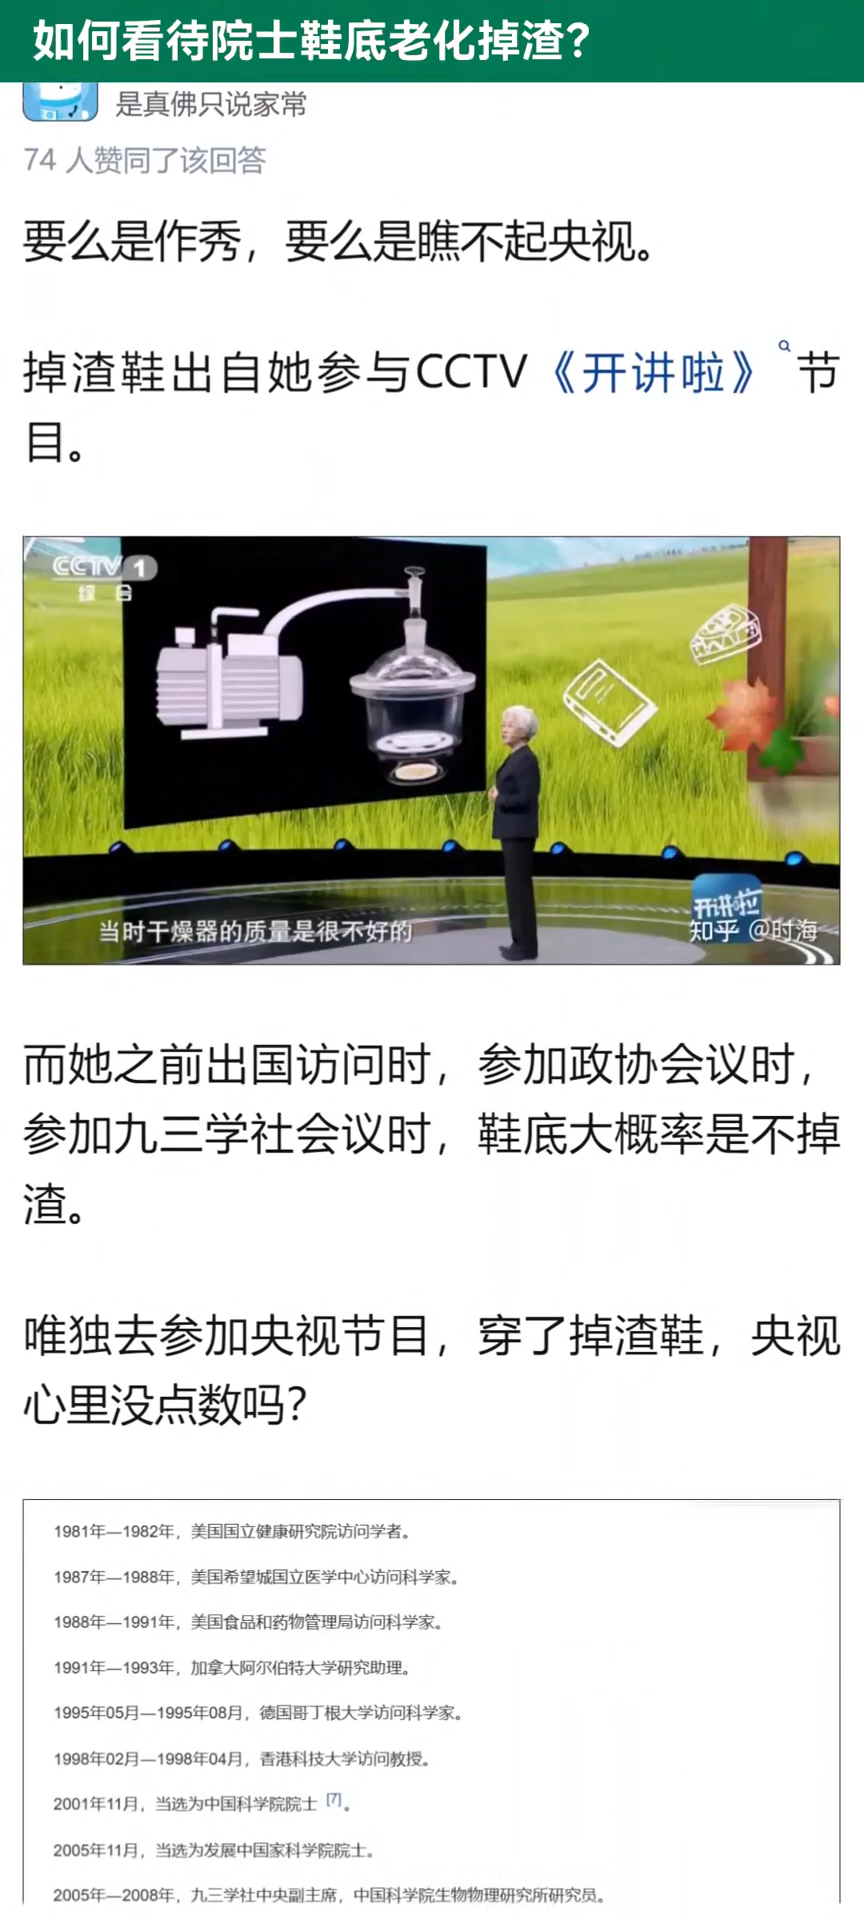 如何看待院士鞋底老化掉渣？
是真佛只说家常
74 人赞同了该回答
要么是作秀，要么是瞧不起央视。
掉渣鞋出自她参与CCTV《开讲啦》节
目。
CCTV 1
综合
当时干燥器的质量是很不好的
开讲啦
知乎 @时海
而她之前出国访问时，参加政协会议时，
参加九三学社会议时，鞋底大概率是不掉
渣。
唯独去参加央视节目，穿了掉渣鞋，央视
心里没点数吗？
1981年—1982年，美国国立健康研究院访问学者。
1987年—1988年，美国希望城国立医学中心访问科学家。
1988年—1991年，美国食品和药物管理局访问科学家。
1991年—1993年，加拿大阿尔伯特大学研究助理。
1995年05月—1995年08月，德国哥丁根大学访问科学家。
1998年02月—1998年04月，香港科技大学访问教授。
2001年11月，当选为中国科学院院士 [7] 。
2005年11月，当选为发展中国家科学院院士。
2005年—2008年，九三学社中央副主席，中国科学院生物物理研究所研究员。